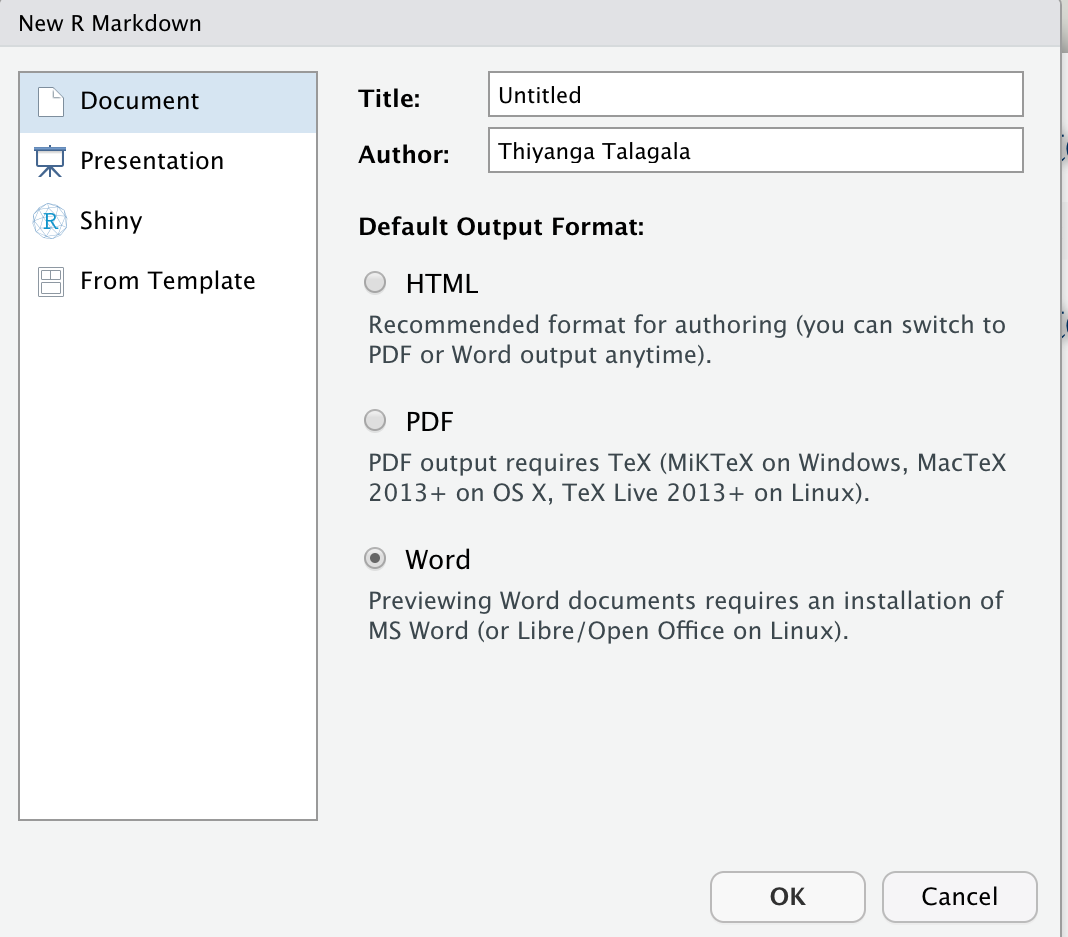 New R Markdown
Document
Presentation
Shiny
From Template
Title:
Untitled
Author:
Thiyanga Talagala
Default Output Format:
HTML
Recommended format for authoring (you can switch to
PDF or Word output anytime).
PDF
PDF output requires TeX (MiKTeX on Windows, MacTeX
2013+ on OS X, TeX Live 2013+ on Linux).
Word
Previewing Word documents requires an installation of
MS Word (or Libre/Open Office on Linux).
OK
Cancel